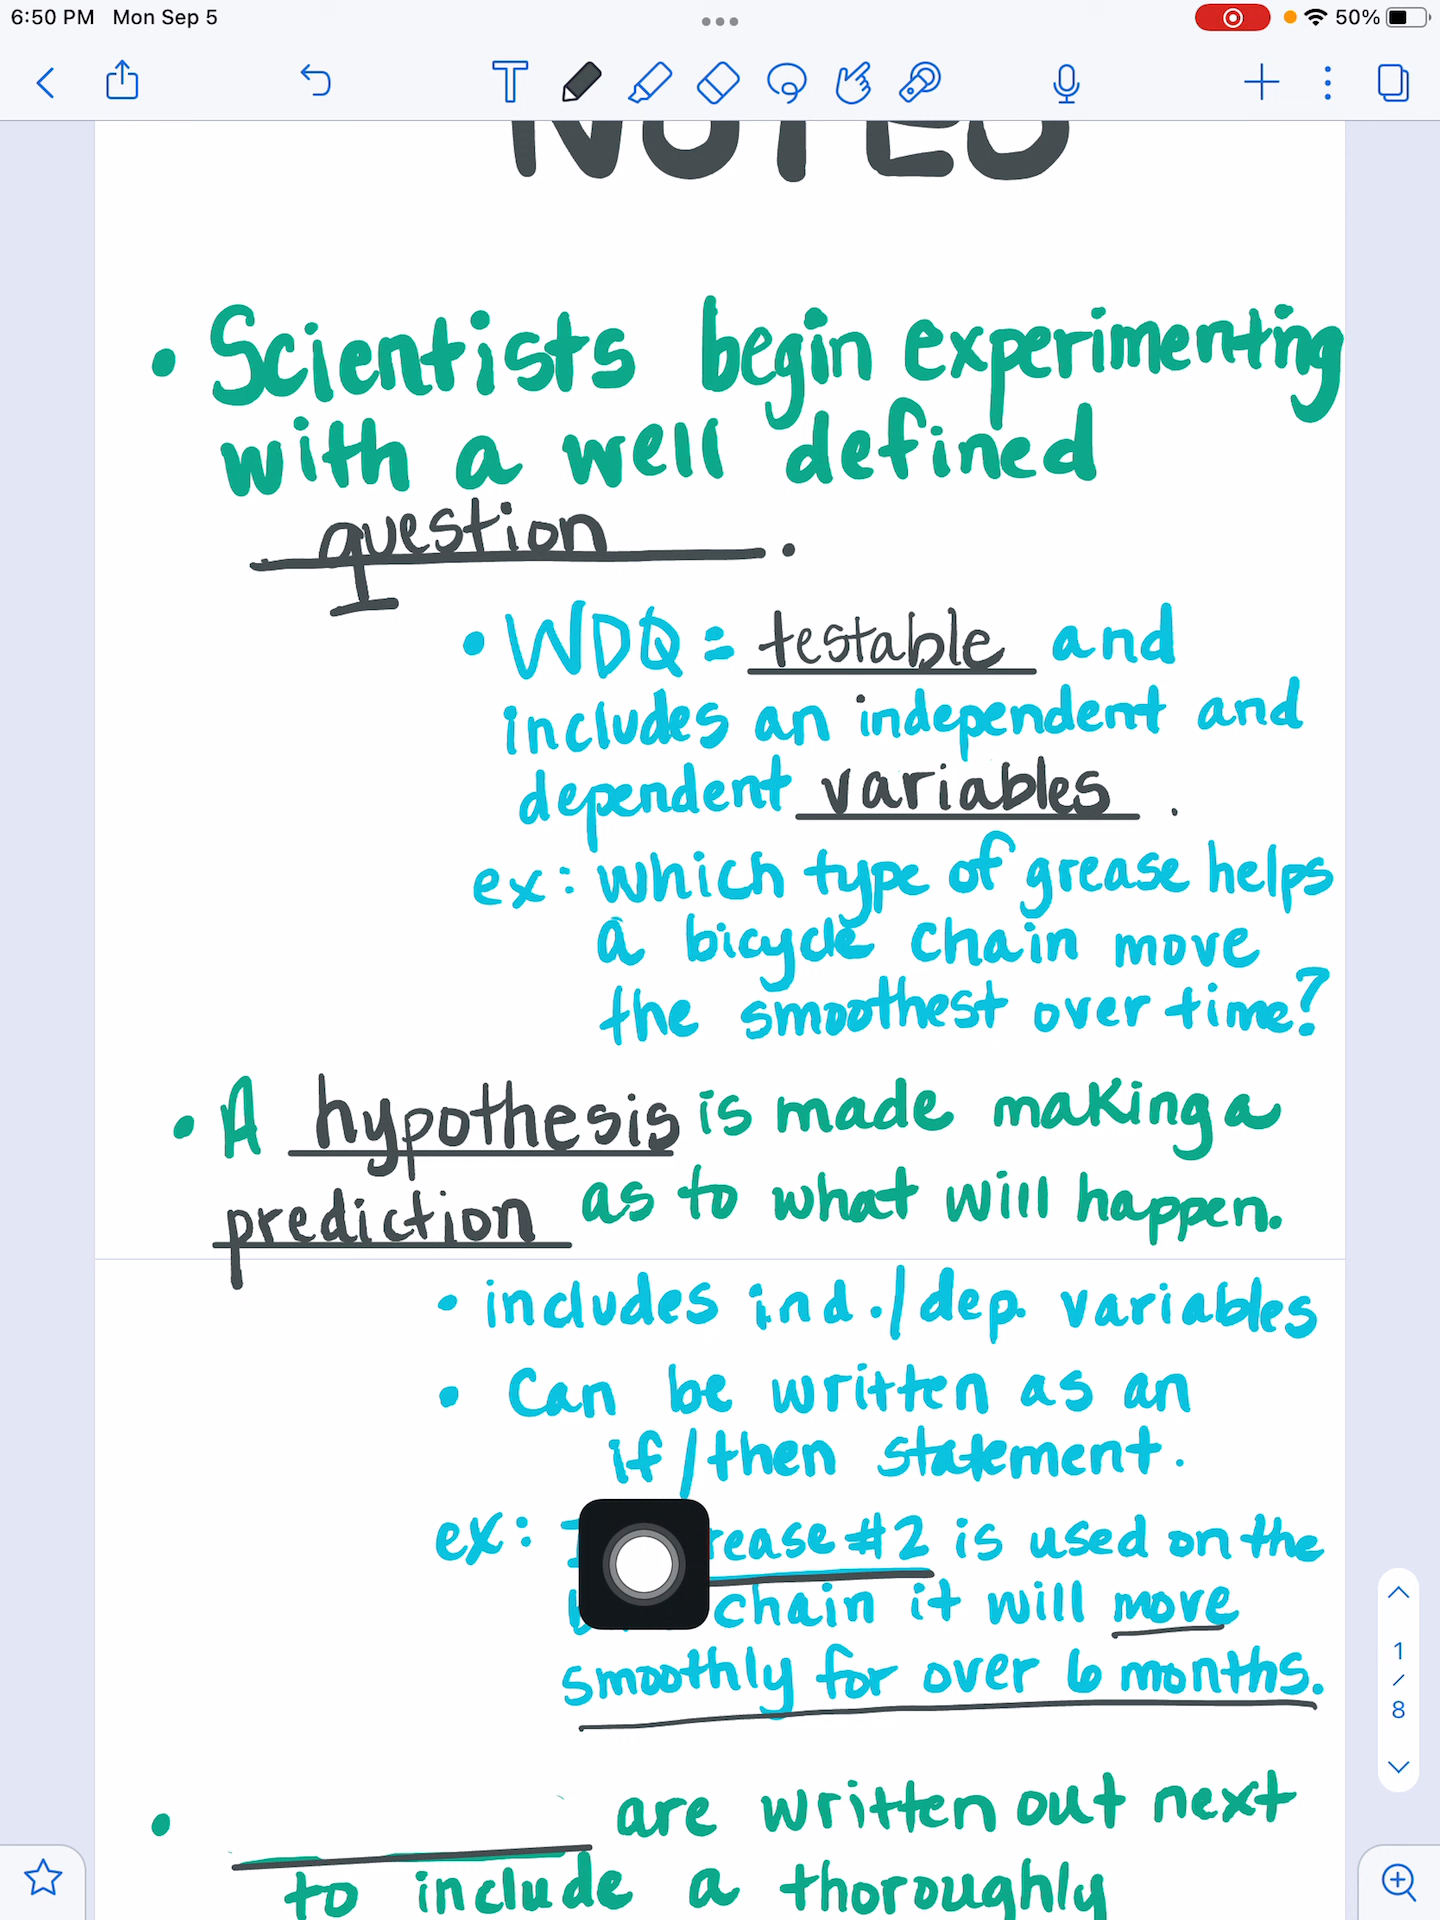 6:50 PM Mon Sep 5
50%
NOTES
• Scientists begin experimenting
with a well defined
question.
• WDQ = testable and
includes an independent and
dependent variables.
ex: which type of grease helps
a bicycle chain move
the smoothest over time?
• A hypothesis is made making a
prediction as to what will happen.
• includes ind./dep. variables
• Can be written as an
if/then statement.
ex: rease #2 is used on the
chain it will move
smoothly for over 6 months.
1
/
8
• ______ are written out next
to include a thoroughly